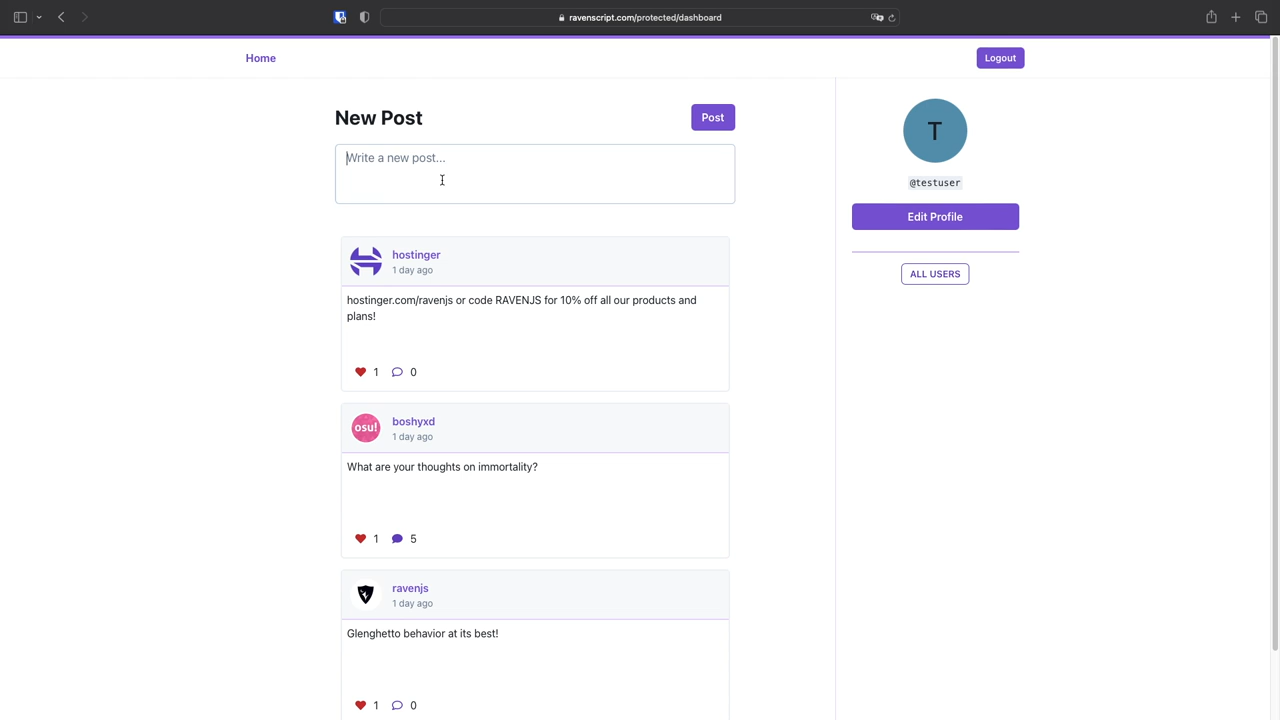 ravenscript.com/protected/dashboard
Home
Logout
New Post
Post
Write a new post...
T
@testuser
Edit Profile
ALL USERS
hostinger
1 day ago
hostinger.com/ravenjs or code RAVENJS for 10% off all our products and
plans!
1 0
osu!
boshyxd
1 day ago
What are your thoughts on immortality?
1 5
ravenjs
1 day ago
Glenghetto behavior at its best!
1 0